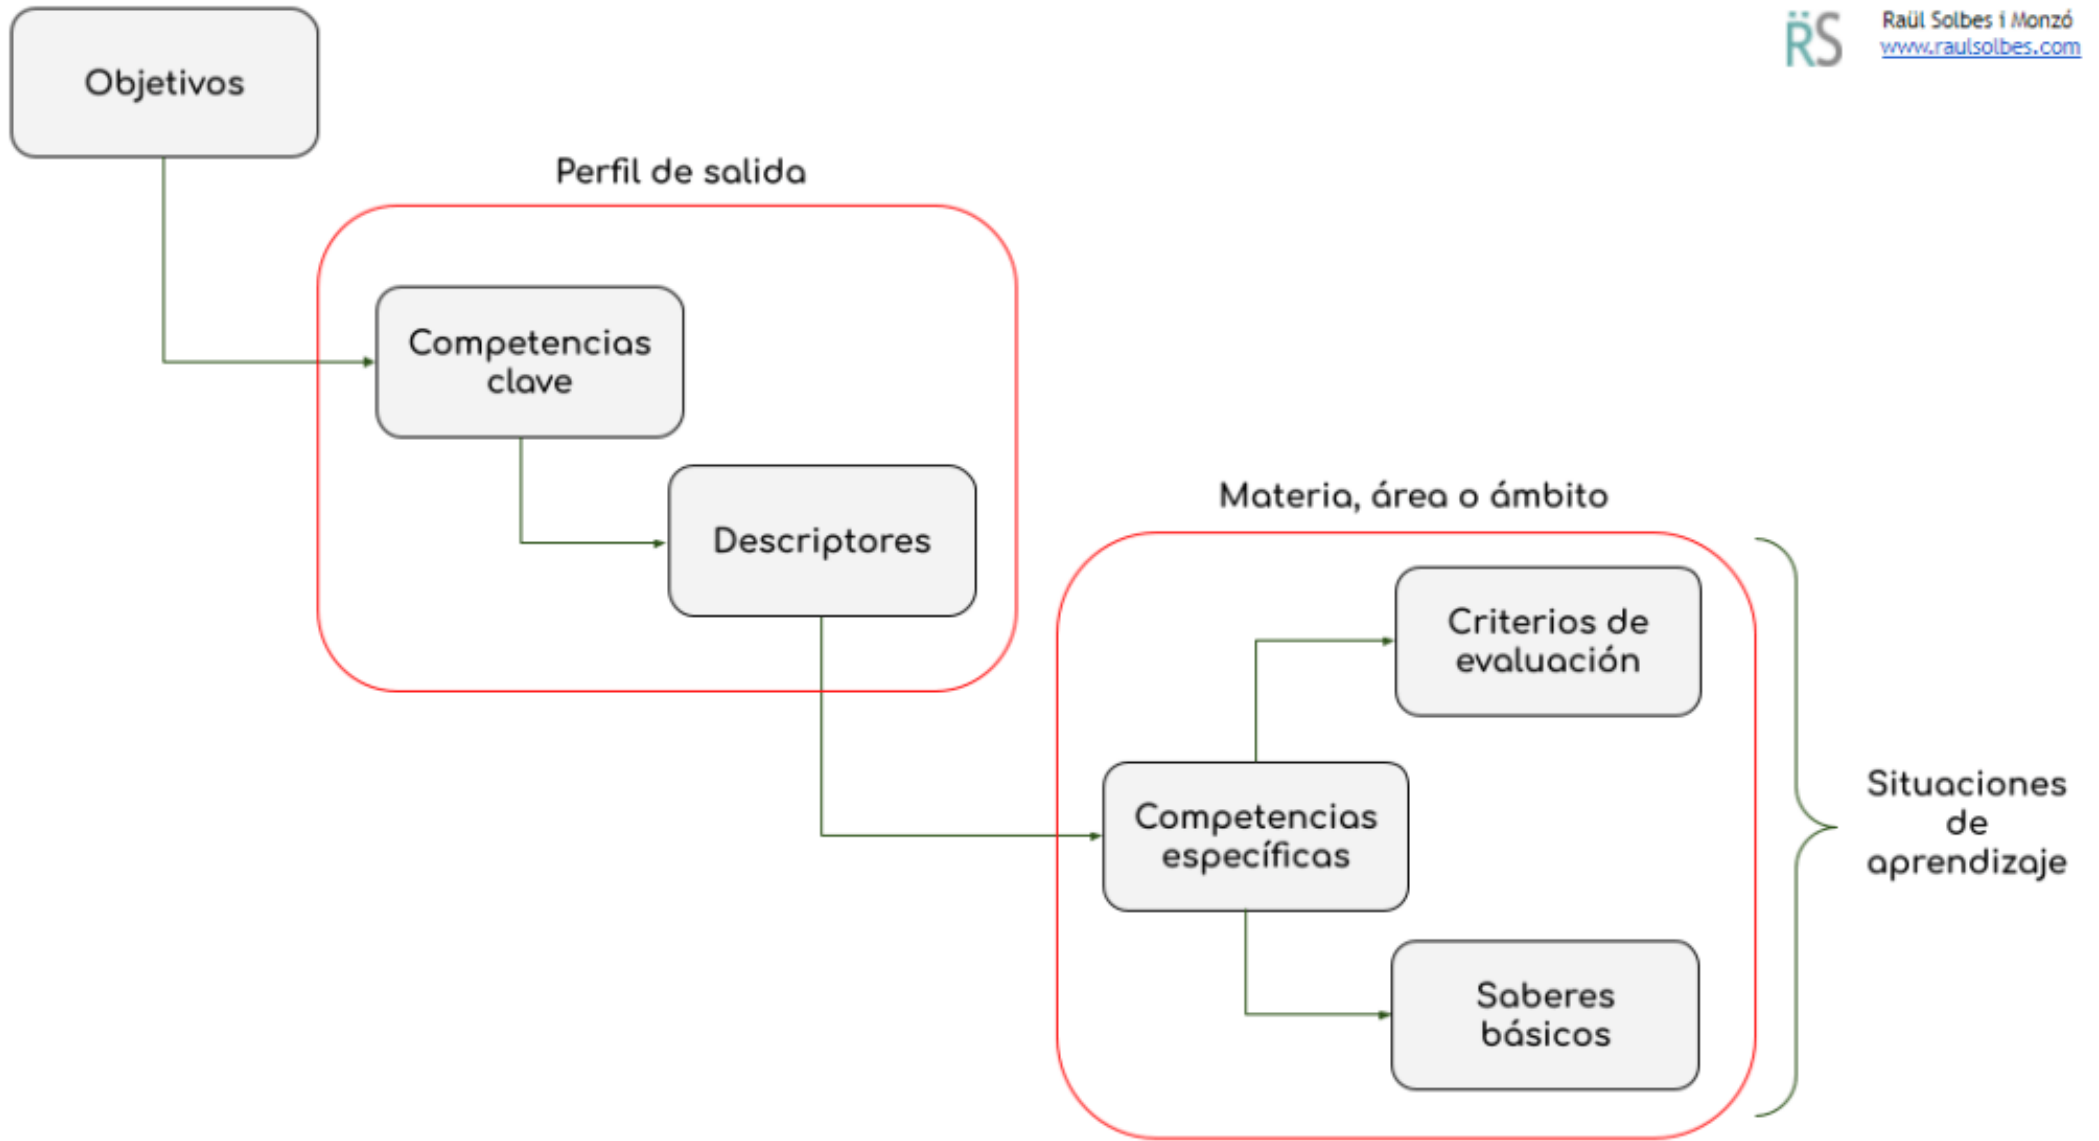 Objetivos
R̈S
Raül Solbes i Monzó
www.raulsolbes.com
Perfil de salida
Competencias
clave
Descriptores
Materia, área o ámbito
Criterios de
evaluación
Competencias
específicas
Saberes
básicos
Situaciones
de
aprendizaje